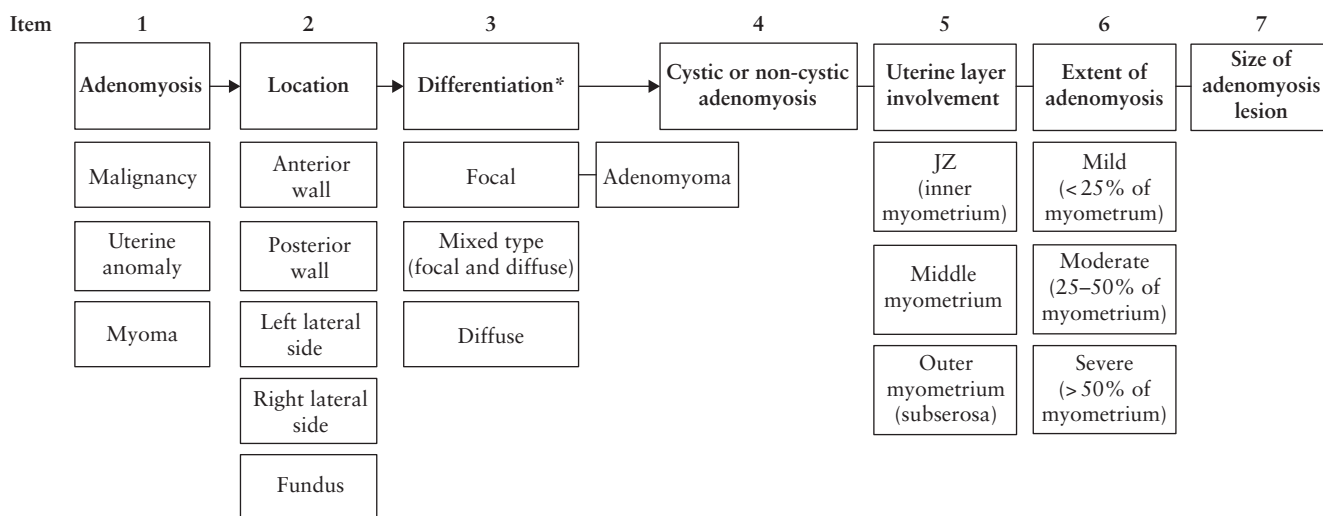 Item 1 2 3 4 5 6 7
Adenomyosis
Location
Differentiation*
Cystic or non-cystic
adenomyosis
Uterine layer
involvement
Extent of
adenomyosis
Size of
adenomyosis
lesion
Malignancy
Uterine
anomaly
Myoma
Anterior
wall
Posterior
wall
Left lateral
side
Right lateral
side
Fundus
Focal
Adenomyoma
Mixed type
(focal and diffuse)
Diffuse
JZ
(inner
myometrium)
Middle
myometrium
Outer
myometrium
(subserosa)
Mild
(< 25% of
myometrum)
Moderate
(25–50% of
myometrium)
Severe
(> 50% of
myometrium)